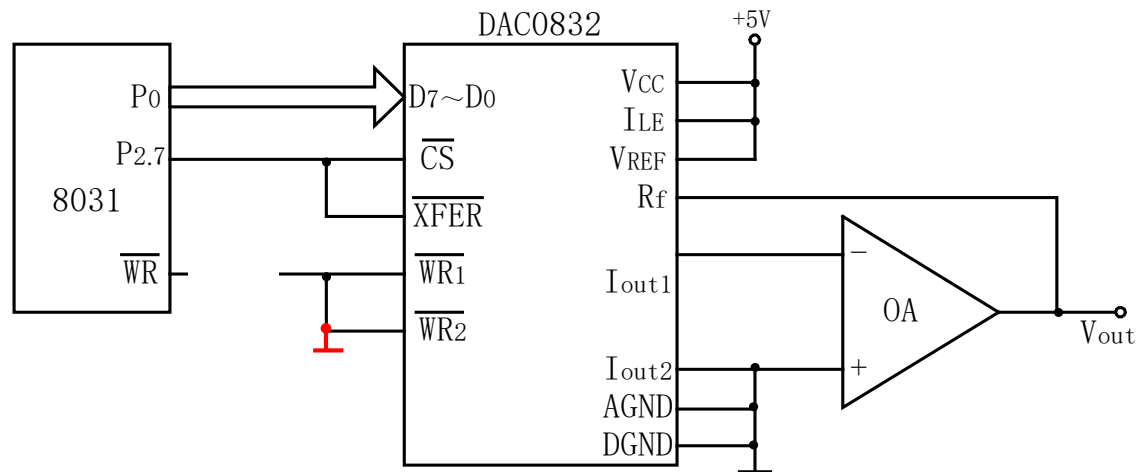 DAC0832
+5V
P0
D7～D0
VCC
ILE
P2.7
CS
VREF
8031
XFER
Rf
WR
WR1
Iout1
−
OA
WR2
Vout
Iout2
+
AGND
DGND